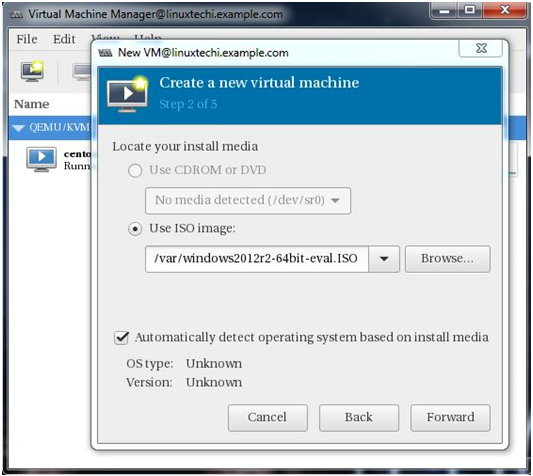 Virtual Machine Manager@linuxtechi.example.com
File Edit View Help
New VM@linuxtechi.example.com
Create a new virtual machine
Step 2 of 5
Name
QEMU/KVM
cento
Runn
Locate your install media
Use CDROM or DVD
No media detected (/dev/sr0)
Use ISO image:
/var/windows2012r2-64bit-eval.ISO
Browse...
Automatically detect operating system based on install media
OS type: Unknown
Version: Unknown
Cancel Back Forward